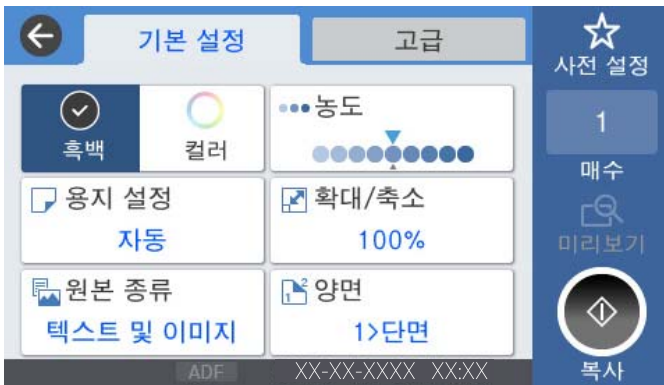 기본 설정
고급
사전 설정
흑백
컬러
농도
1
매수
용지 설정
자동
확대/축소
100%
미리보기
원본 종류
텍스트 및 이미지
양면
1>단면
복사
ADF
XX-XX-XXXX XX:XX